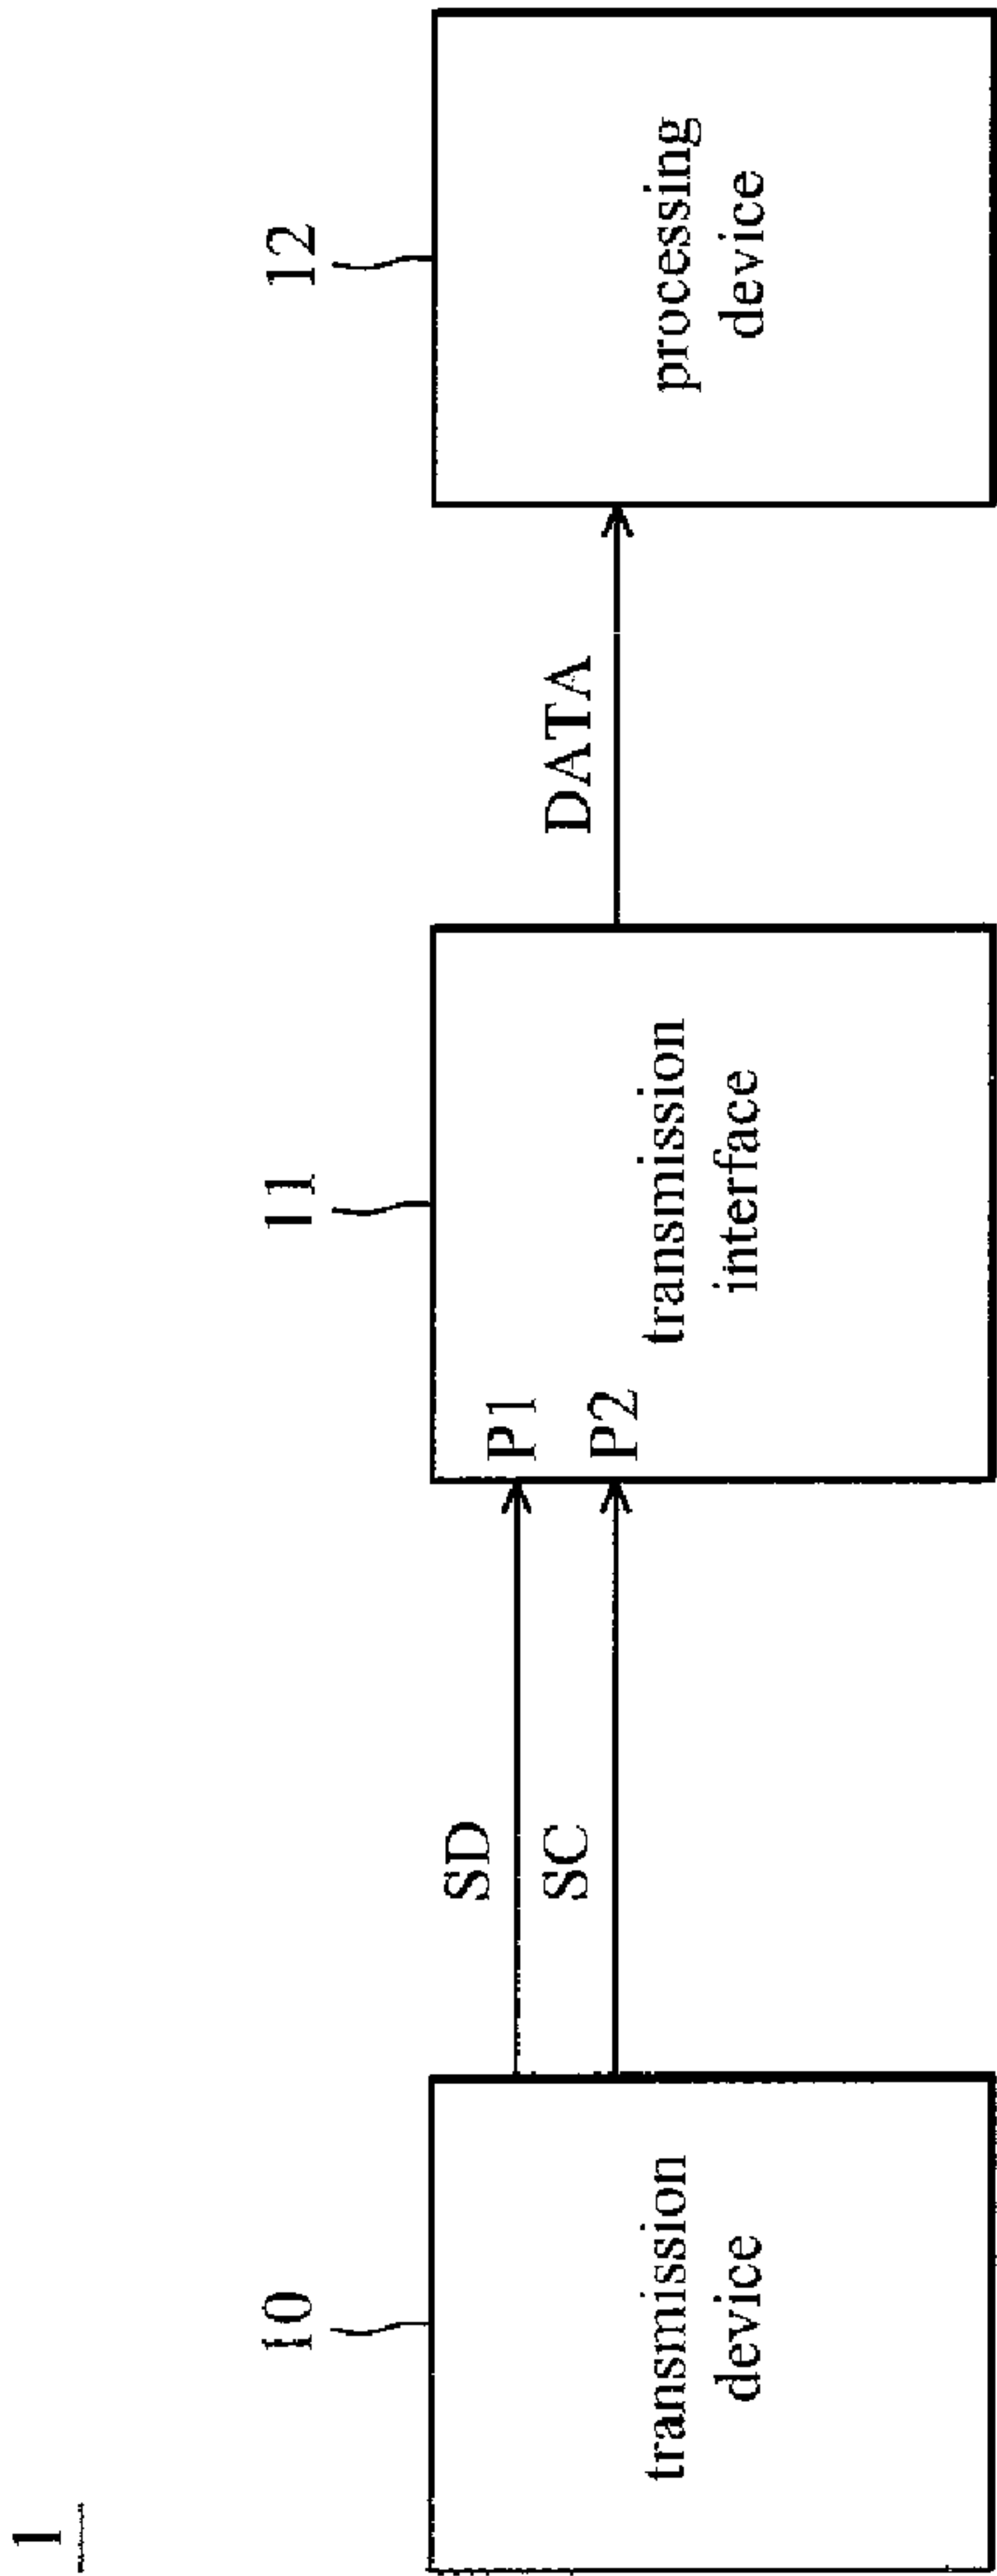 1
10
11
12
transmission
device
SD
SC
P1
P2
transmission
interface
DATA
processing
device